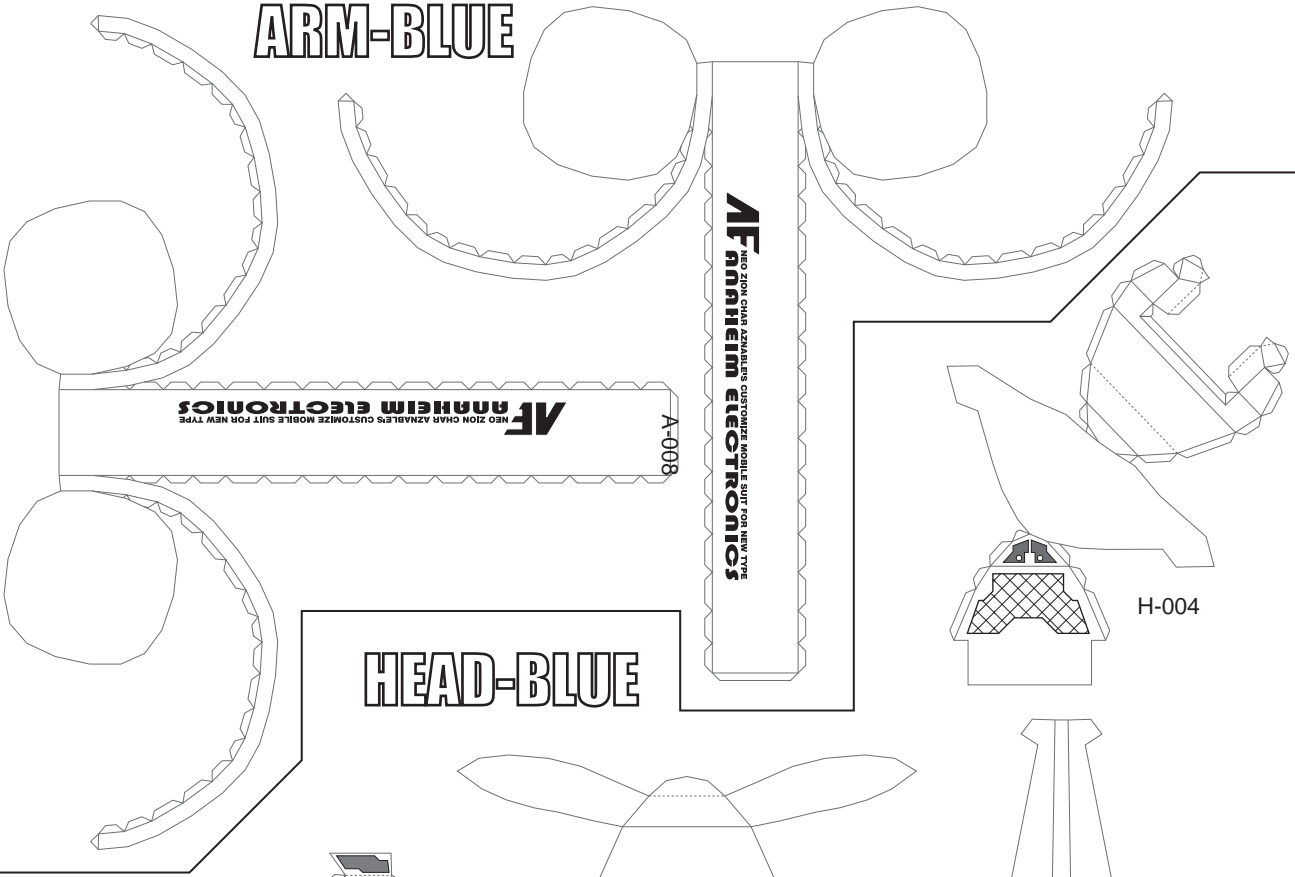 ARM-BLUE
AF
NEO ZION CHAR AZNABLE'S CUSTOMIZE MOBILE SUIT FOR NEW TYPE
ANAHEIM ELECTRONICS
AF
NEO ZION CHAR AZNABLE'S CUSTOMIZE MOBILE SUIT FOR NEW TYPE
ANAHEIM ELECTRONICS
A-008
H-004
HEAD-BLUE